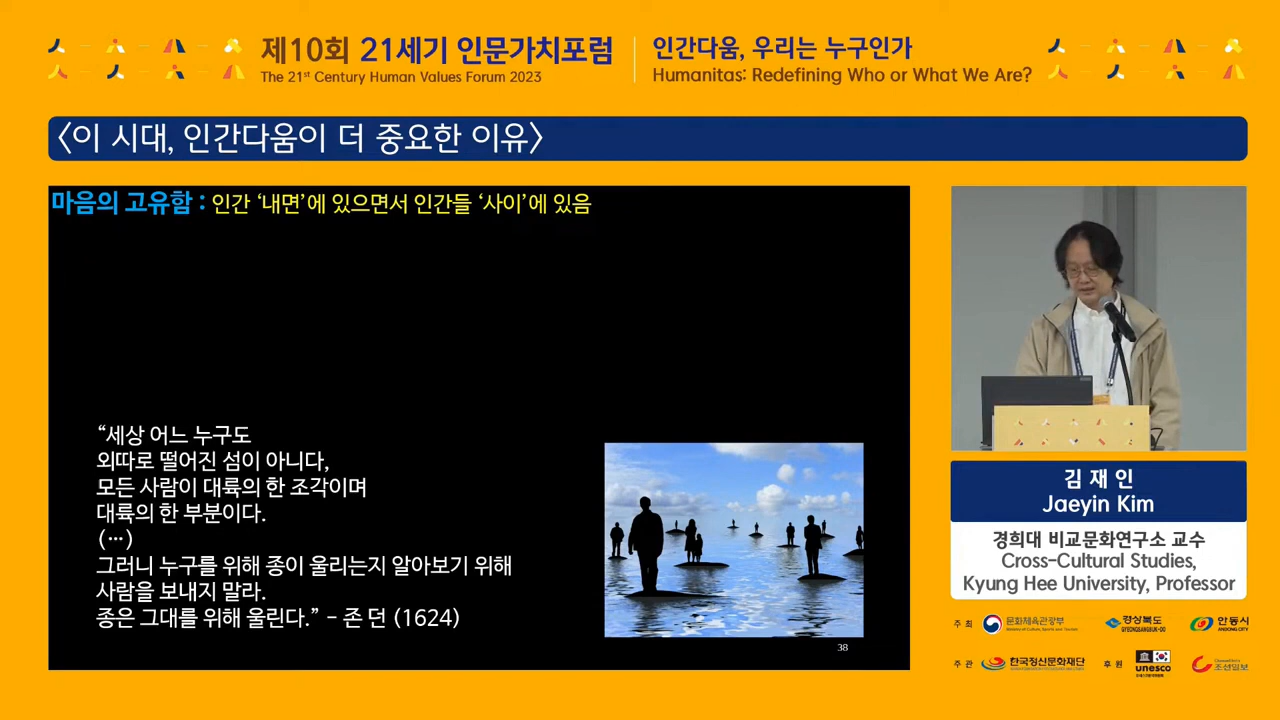 제10회 21세기 인문가치포럼
The 21st Century Human Values Forum 2023
인간다움, 우리는 누구인가
Humanitas: Redefining Who or What We Are?
〈이 시대, 인간다움이 더 중요한 이유〉
마음의 고유함 : 인간 ‘내면’에 있으면서 인간들 ‘사이’에 있음
“세상 어느 누구도
외따로 떨어진 섬이 아니다,
모든 사람이 대륙의 한 조각이며
대륙의 한 부분이다.
(···)
그러니 누구를 위해 종이 울리는지 알아보기 위해
사람을 보내지 말라.
종은 그대를 위해 울린다.” – 존 던 (1624)
38
김 재 인
Jaeyin Kim
경희대 비교문화연구소 교수
Cross-Cultural Studies,
Kyung Hee University, Professor
주 최 문화체육관광부 경상북도 GYEONGSANGBUK-DO 안동시 ANDONG CITY
주 관 한국정신문화재단 후 원 unesco 조선일보